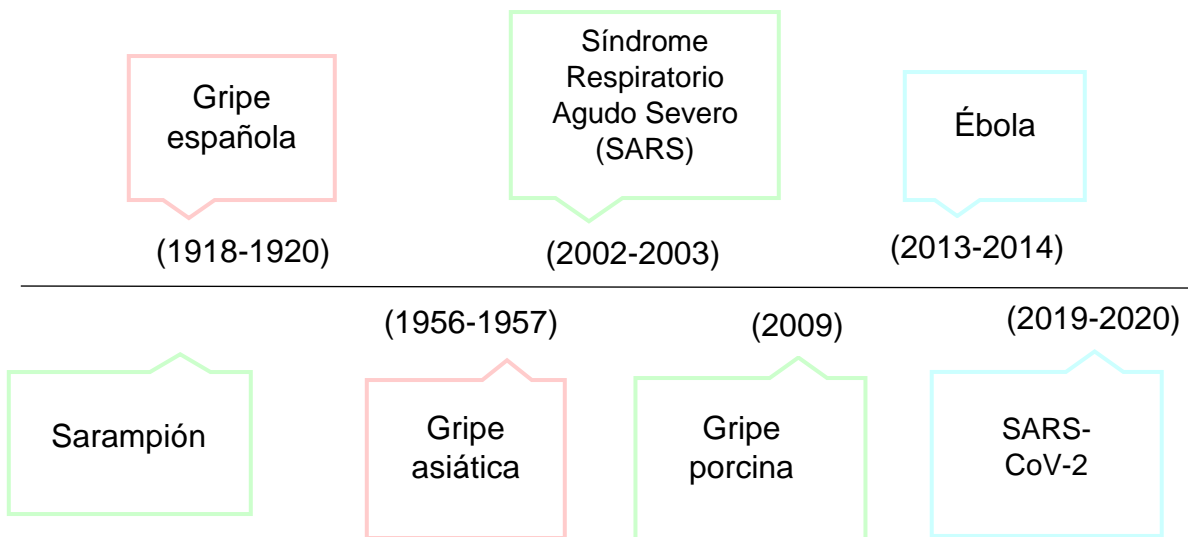 Gripe
española
(1918-1920)
Síndrome
Respiratorio
Agudo Severo
(SARS)
(2002-2003)
Ébola
(2013-2014)
Sarampión
(1956-1957)
Gripe
asiática
(2009)
Gripe
porcina
(2019-2020)
SARS-
CoV-2